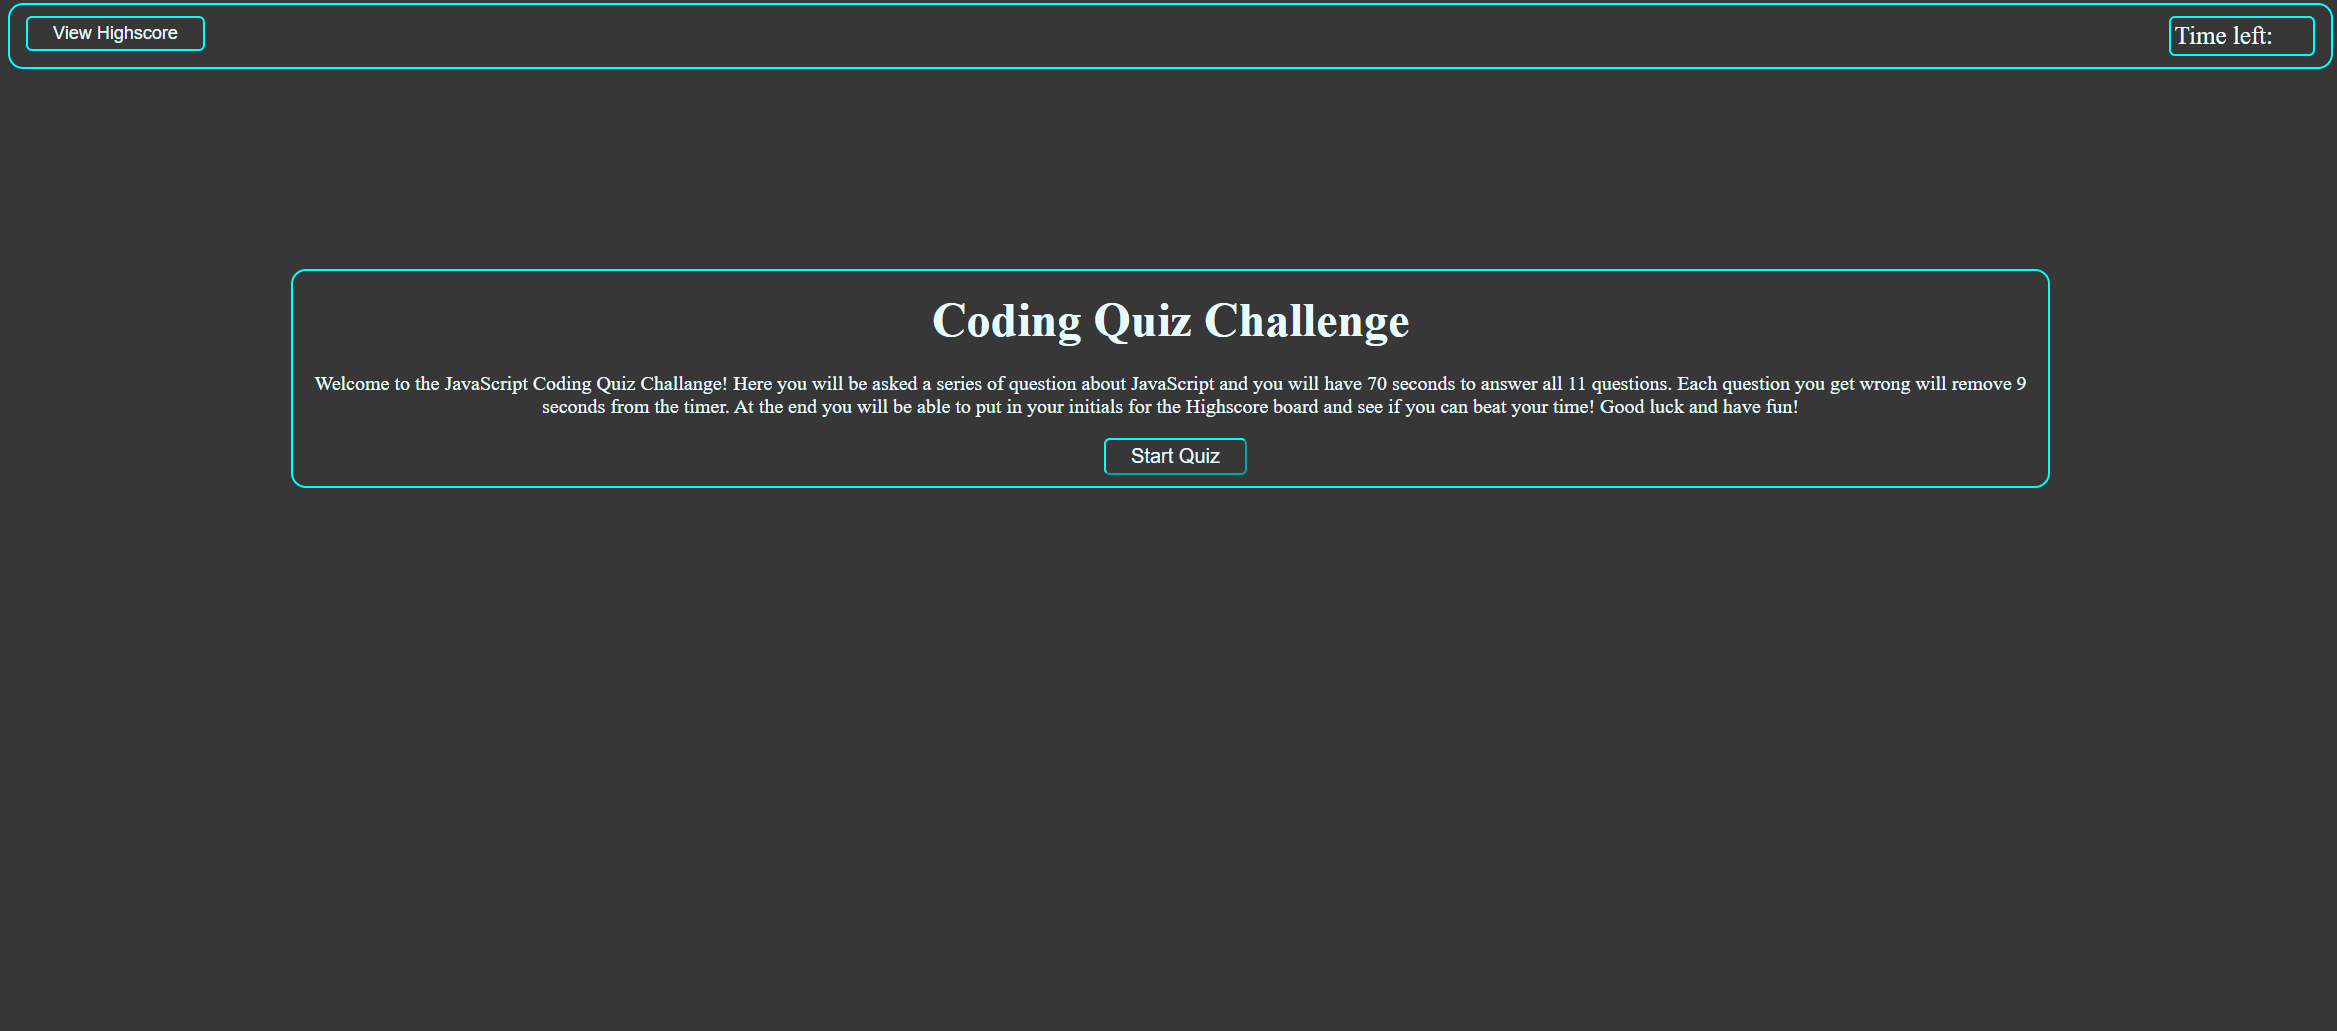 View Highscore
Time left:
Coding Quiz Challenge
Welcome to the JavaScript Coding Quiz Challange! Here you will be asked a series of question about JavaScript and you will have 70 seconds to answer all 11 questions. Each question you get wrong will remove 9
seconds from the timer. At the end you will be able to put in your initials for the Highscore board and see if you can beat your time! Good luck and have fun!
Start Quiz